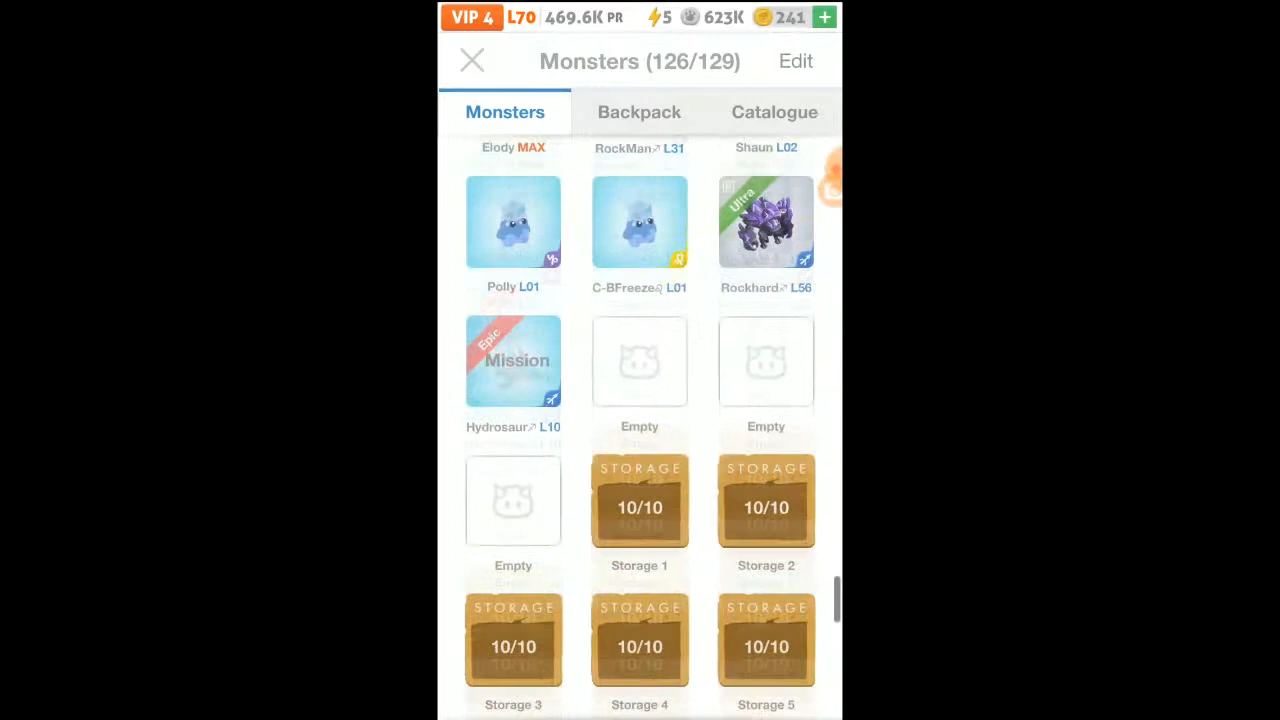 VIP 4 L70 469.6K PR 5 623K 241 +
Monsters (126/129) Edit
Monsters Backpack Catalogue
Elody MAX RockMan L31 Shaun L02
Ultra
Polly L01 C-BFreeze L01 Rockhard L56
Epic
Mission
Hydrosaur L10 Empty Empty
STORAGE STORAGE
10/10 10/10
Empty Storage 1 Storage 2
STORAGE STORAGE STORAGE
10/10 10/10 10/10
Storage 3 Storage 4 Storage 5